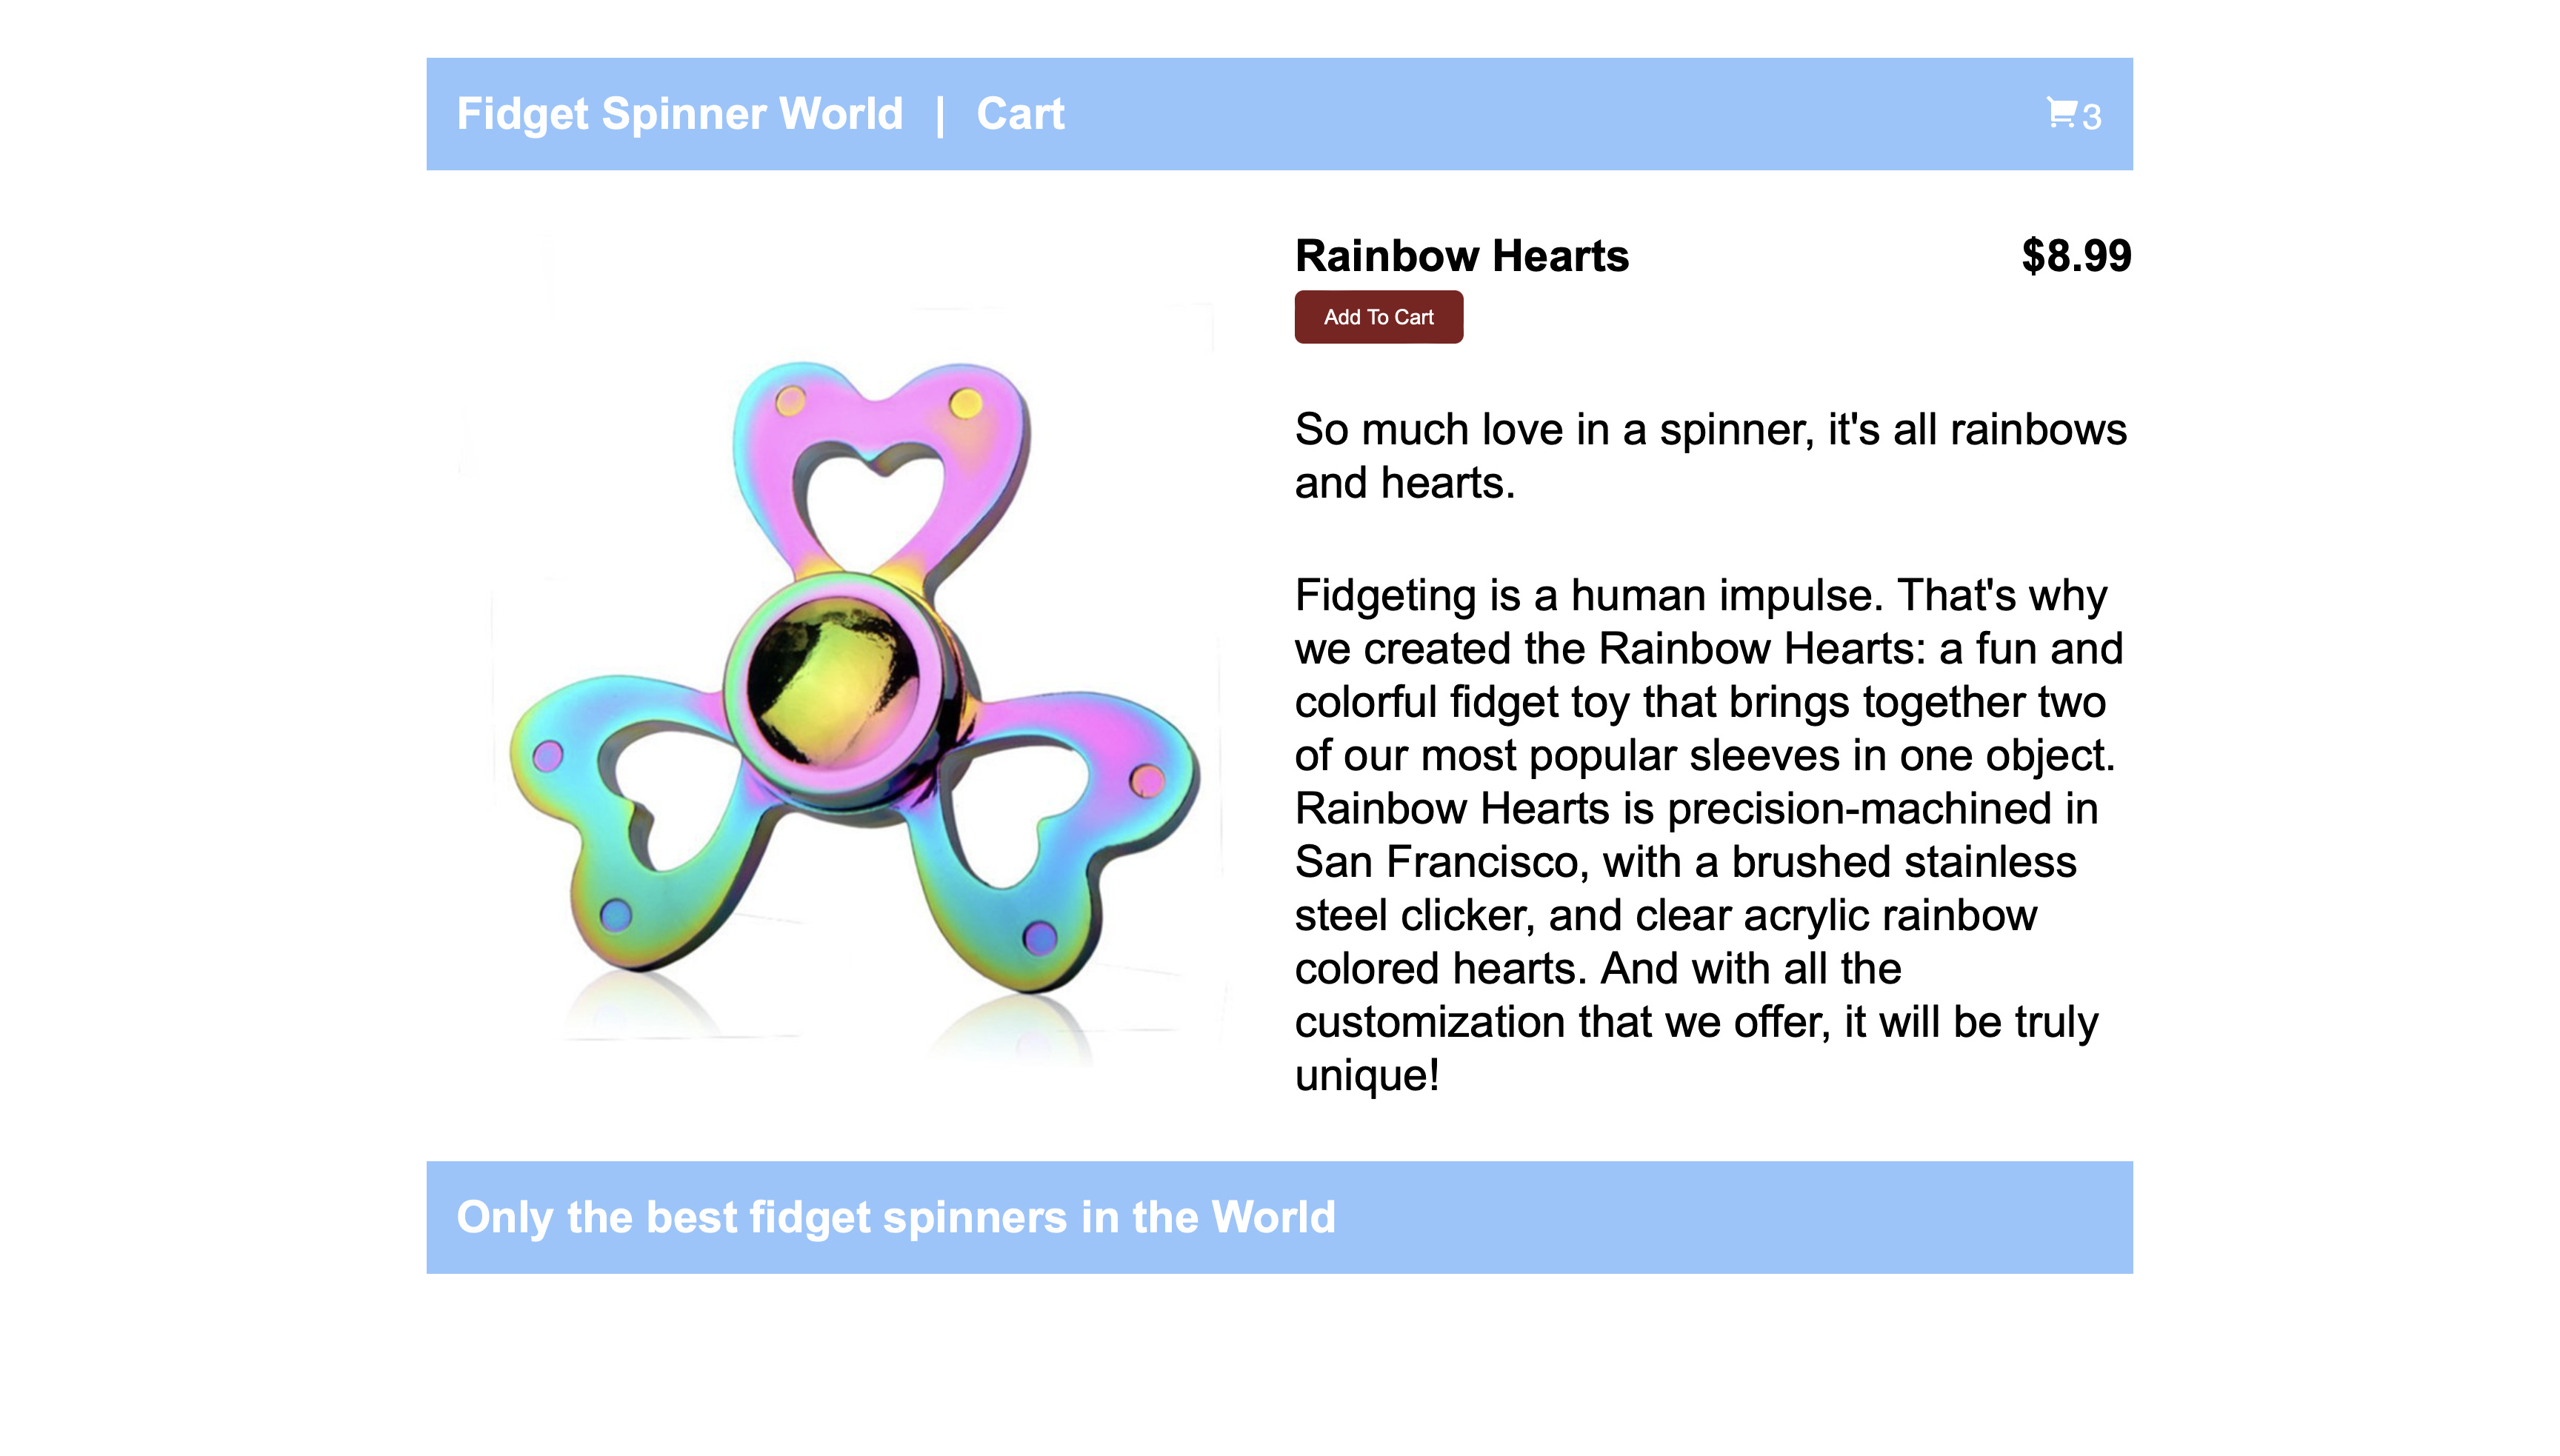 Fidget Spinner World | Cart
3
Rainbow Hearts
$8.99
Add To Cart
So much love in a spinner, it's all rainbows
and hearts.
Fidgeting is a human impulse. That's why
we created the Rainbow Hearts: a fun and
colorful fidget toy that brings together two
of our most popular sleeves in one object.
Rainbow Hearts is precision-machined in
San Francisco, with a brushed stainless
steel clicker, and clear acrylic rainbow
colored hearts. And with all the
customization that we offer, it will be truly
unique!
Only the best fidget spinners in the World